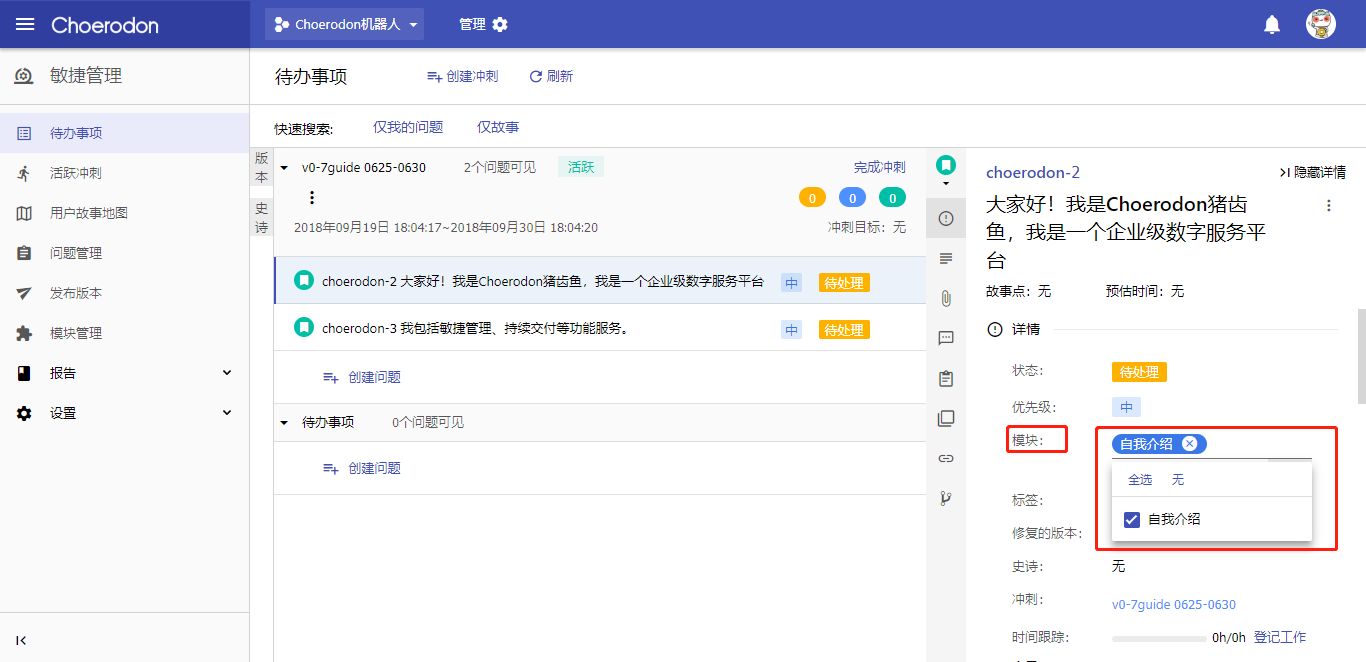 Choerodon
Choerodon机器人
管理
敏捷管理
待办事项
活跃冲刺
用户故事地图
问题管理
发布版本
模块管理
报告
设置
待办事项
创建冲刺
刷新
快速搜索:
仅我的问题
仅故事
版本
史诗
v0-7guide 0625-0630
2个问题可见
活跃
完成冲刺
0
0
0
2018年09月19日 18:04:17~2018年09月30日 18:04:20
冲刺目标: 无
choerodon-2 大家好！我是Choerodon猪齿鱼，我是一个企业级数字服务平台
中
待处理
choerodon-3 我包括敏捷管理、持续交付等功能服务。
中
待处理
创建问题
待办事项
0个问题可见
创建问题
choerodon-2
隐藏详情
大家好！我是Choerodon猪齿
鱼，我是一个企业级数字服务平
台
故事点: 无
预估时间: 无
详情
状态:
待处理
优先级:
中
模块:
自我介绍
全选
无
自我介绍
标签:
修复的版本:
史诗:
无
冲刺:
v0-7guide 0625-0630
时间跟踪:
0h/0h
登记工作